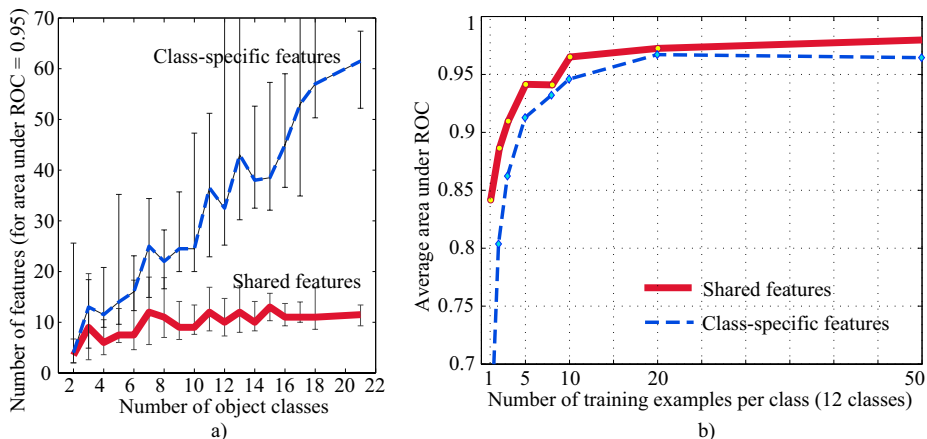 Number of features (for area under ROC = 0.95)
70
60
50
40
30
20
10
0
Class-specific features
Shared features
2 4 6 8 10 12 14 16 18 20 22
Number of object classes
a)
Average area under ROC
1
0.95
0.9
0.85
0.8
0.75
0.7
Shared features
Class-specific features
1 5 10 20 50
Number of training examples per class (12 classes)
b)